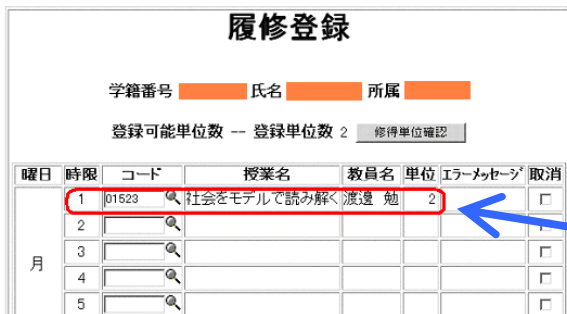 履修登録
学籍番号 氏名 所属
登録可能単位数 -- 登録単位数 2 修得単位確認
曜日 時限 コード 授業名 教員名 単位 エラーメッセージ 取消
月
1 01523 社会をモデルで読み解く 渡邊 勉 2
2
3
4
5